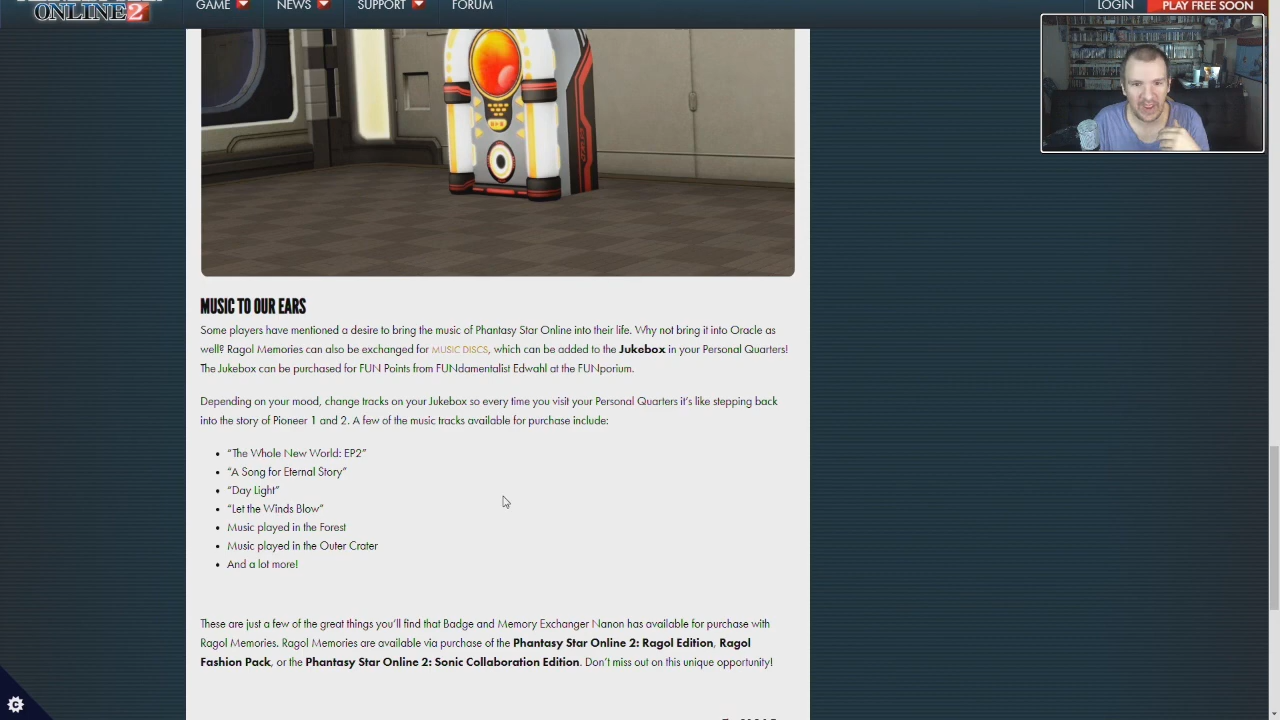 ONLINE 2
GAME NEWS SUPPORT FORUM LOGIN PLAY FREE SOON
MUSIC TO OUR EARS
Some players have mentioned a desire to bring the music of Phantasy Star Online into their life. Why not bring it into Oracle as
well? Ragol Memories can also be exchanged for MUSIC DISCS, which can be added to the Jukebox in your Personal Quarters!
The Jukebox can be purchased for FUN Points from FUNdamentalist Edwahl at the FUNporium.
Depending on your mood, change tracks on your Jukebox so every time you visit your Personal Quarters it's like stepping back
into the story of Pioneer 1 and 2. A few of the music tracks available for purchase include:
• "The Whole New World: EP2"
• "A Song for Eternal Story"
• "Day Light"
• "Let the Winds Blow"
• Music played in the Forest
• Music played in the Outer Crater
• And a lot more!
These are just a few of the great things you'll find that Badge and Memory Exchanger Nanon has available for purchase with
Ragol Memories. Ragol Memories are available via purchase of the Phantasy Star Online 2: Ragol Edition, Ragol
Fashion Pack, or the Phantasy Star Online 2: Sonic Collaboration Edition. Don't miss out on this unique opportunity!